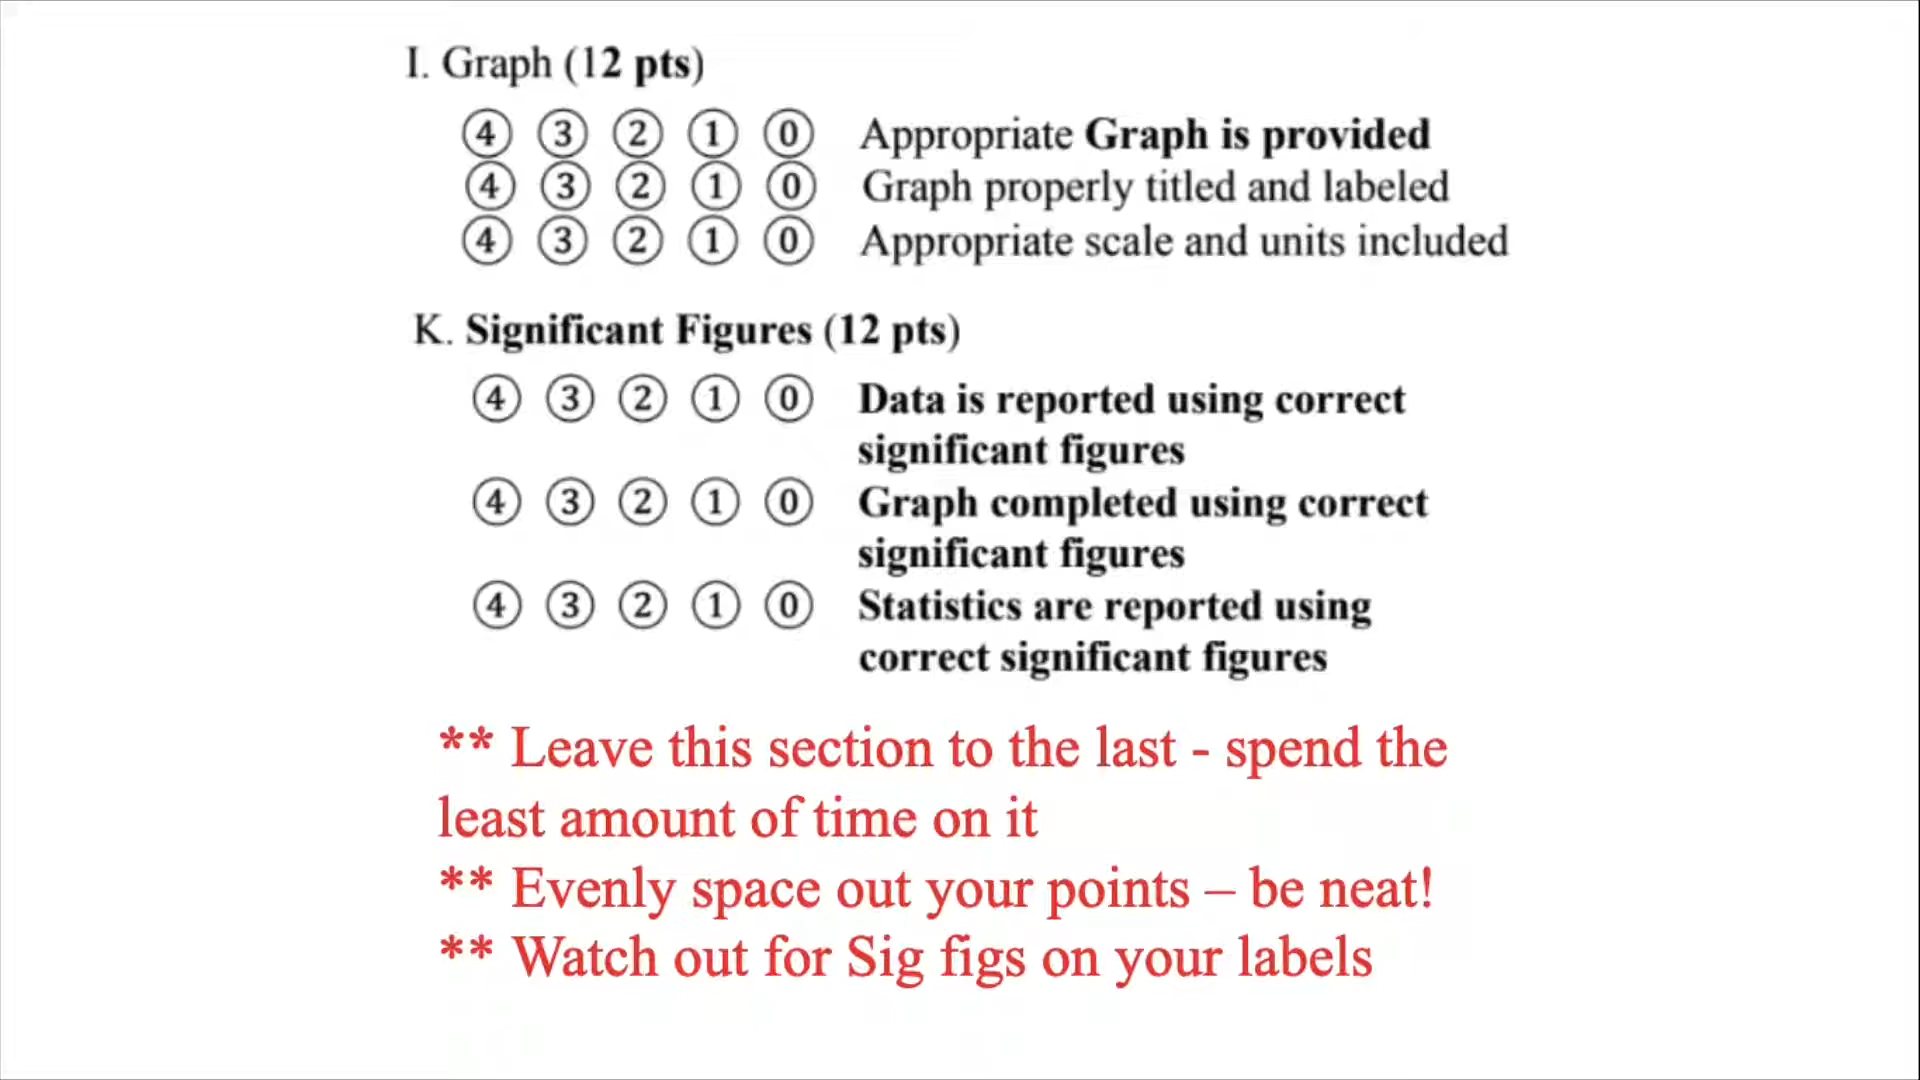 I. Graph (12 pts)
④ ③ ② ① ⓪ Appropriate Graph is provided
④ ③ ② ① ⓪ Graph properly titled and labeled
④ ③ ② ① ⓪ Appropriate scale and units included
K. Significant Figures (12 pts)
④ ③ ② ① ⓪ Data is reported using correct
significant figures
④ ③ ② ① ⓪ Graph completed using correct
significant figures
④ ③ ② ① ⓪ Statistics are reported using
correct significant figures
** Leave this section to the last - spend the
least amount of time on it
** Evenly space out your points – be neat!
** Watch out for Sig figs on your labels